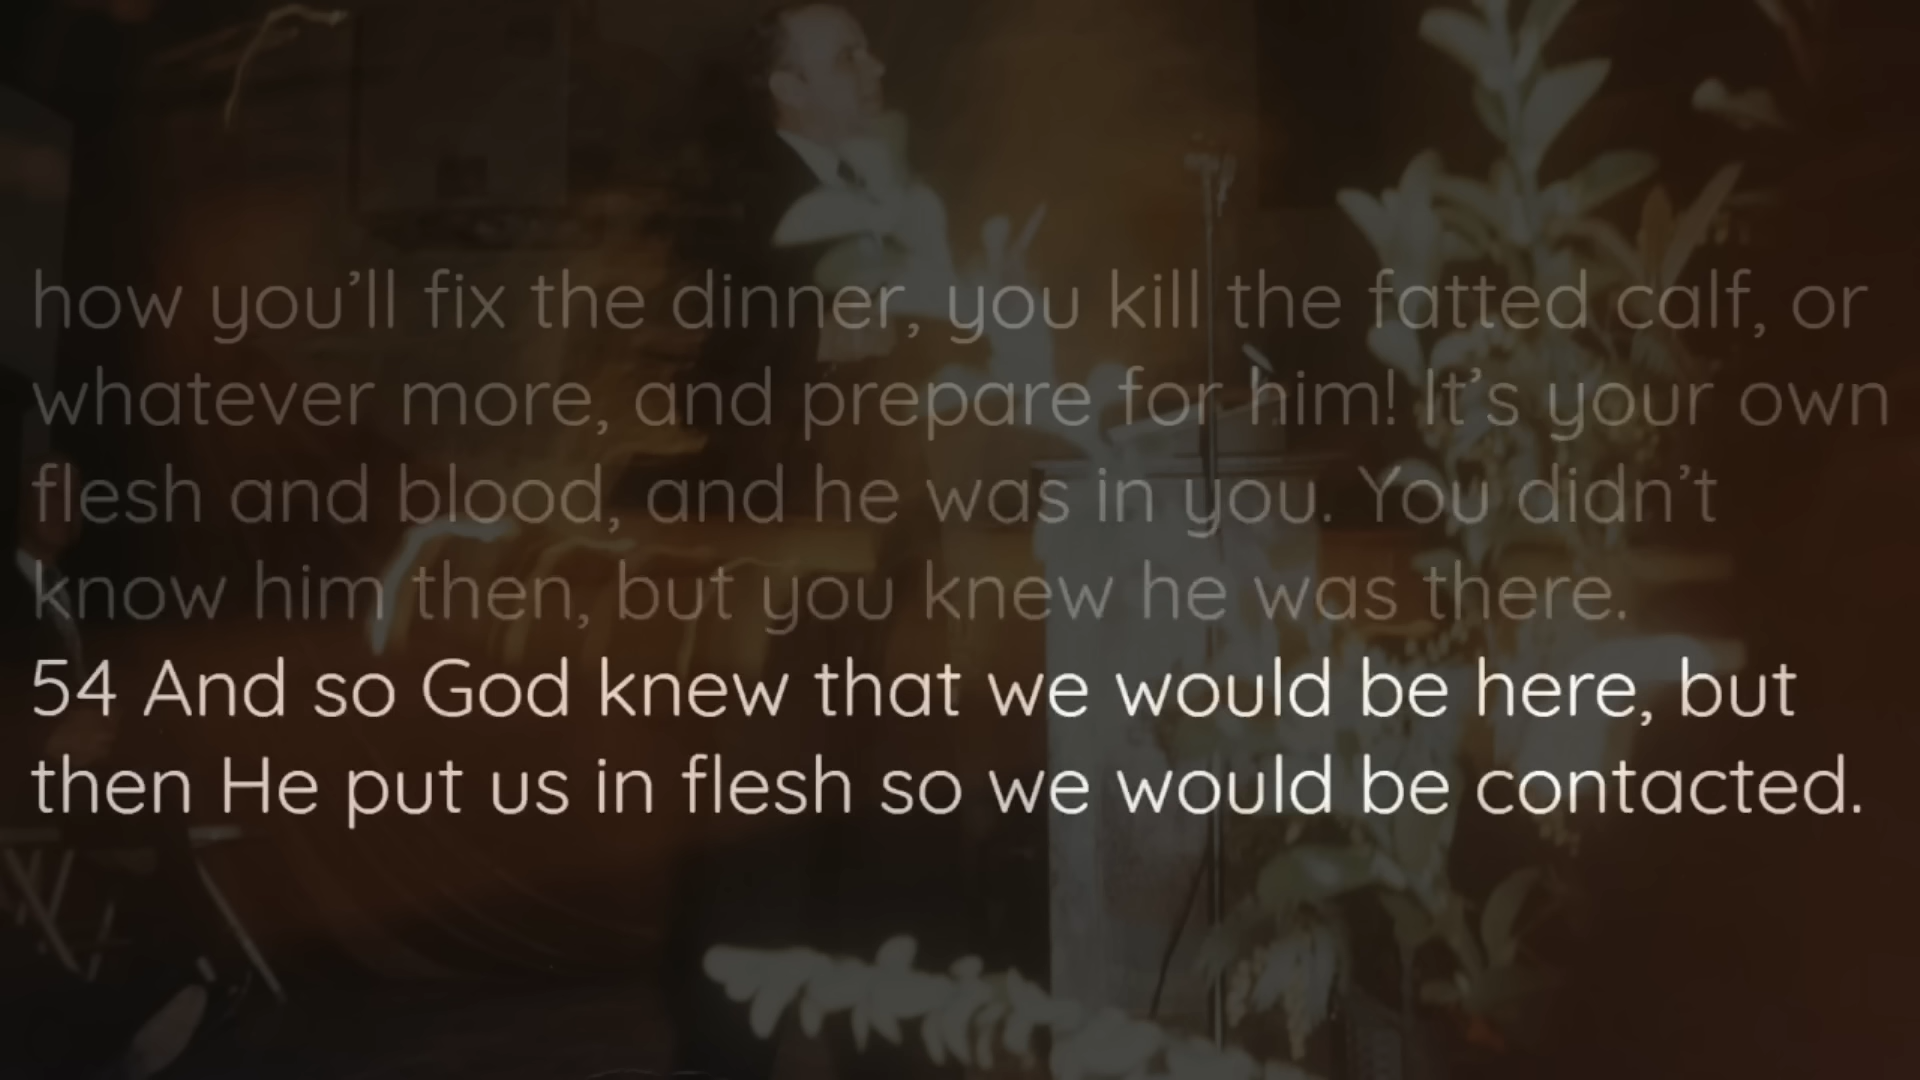 how you’ll fix the dinner, you kill the fatted calf, or
whatever more, and prepare for him! It’s your own
flesh and blood, and he was in you. You didn’t
know him then, but you knew he was there.
54 And so God knew that we would be here, but
then He put us in flesh so we would be contacted.